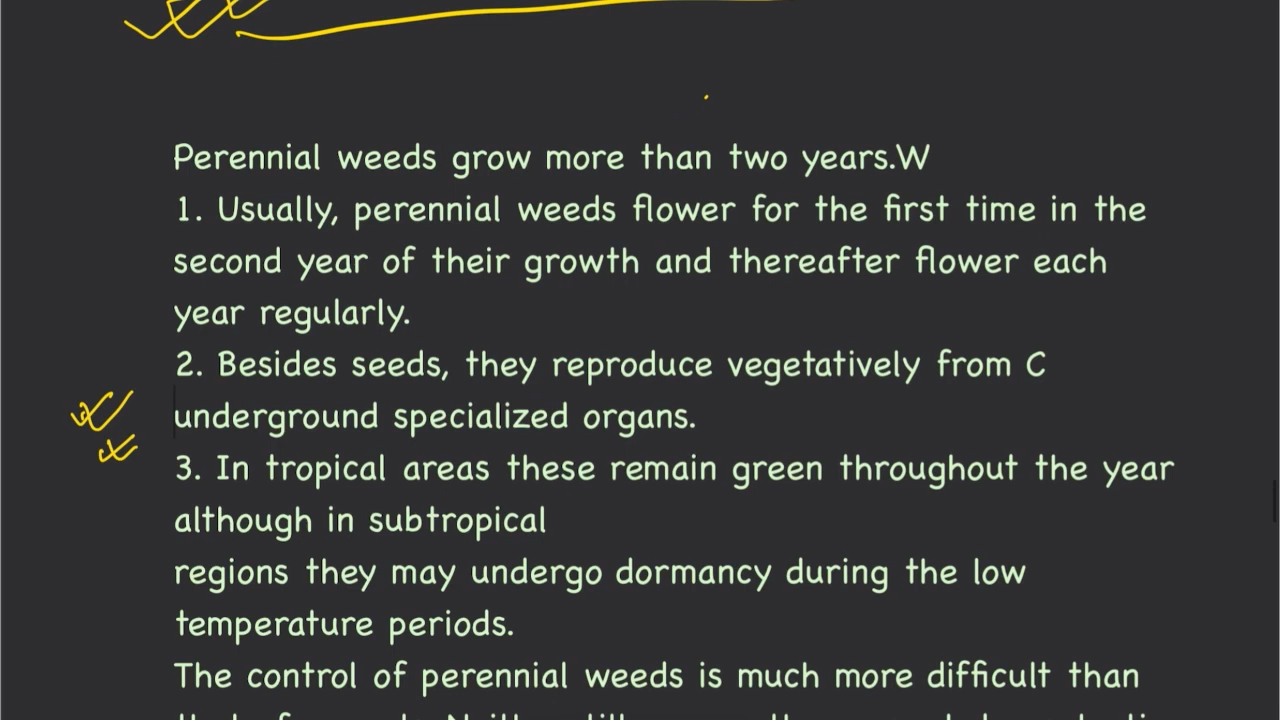 Perennial weeds grow more than two years.W
1. Usually, perennial weeds flower for the first time in the
second year of their growth and thereafter flower each
year regularly.
2. Besides seeds, they reproduce vegetatively from C
underground specialized organs.
3. In tropical areas these remain green throughout the year
although in subtropical
regions they may undergo dormancy during the low
temperature periods.
The control of perennial weeds is much more difficult than